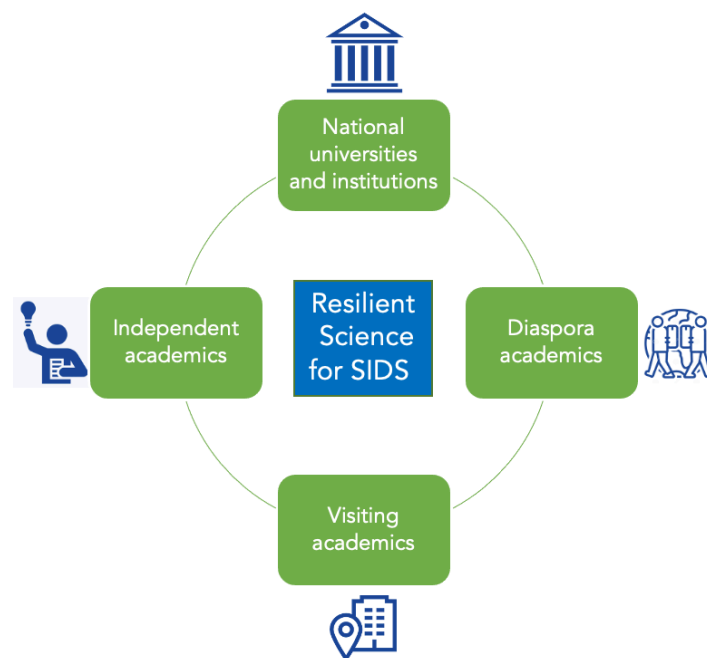 National
universities
and institutions
Independent
academics
Resilient
Science
for SIDS
Diaspora
academics
Visiting
academics